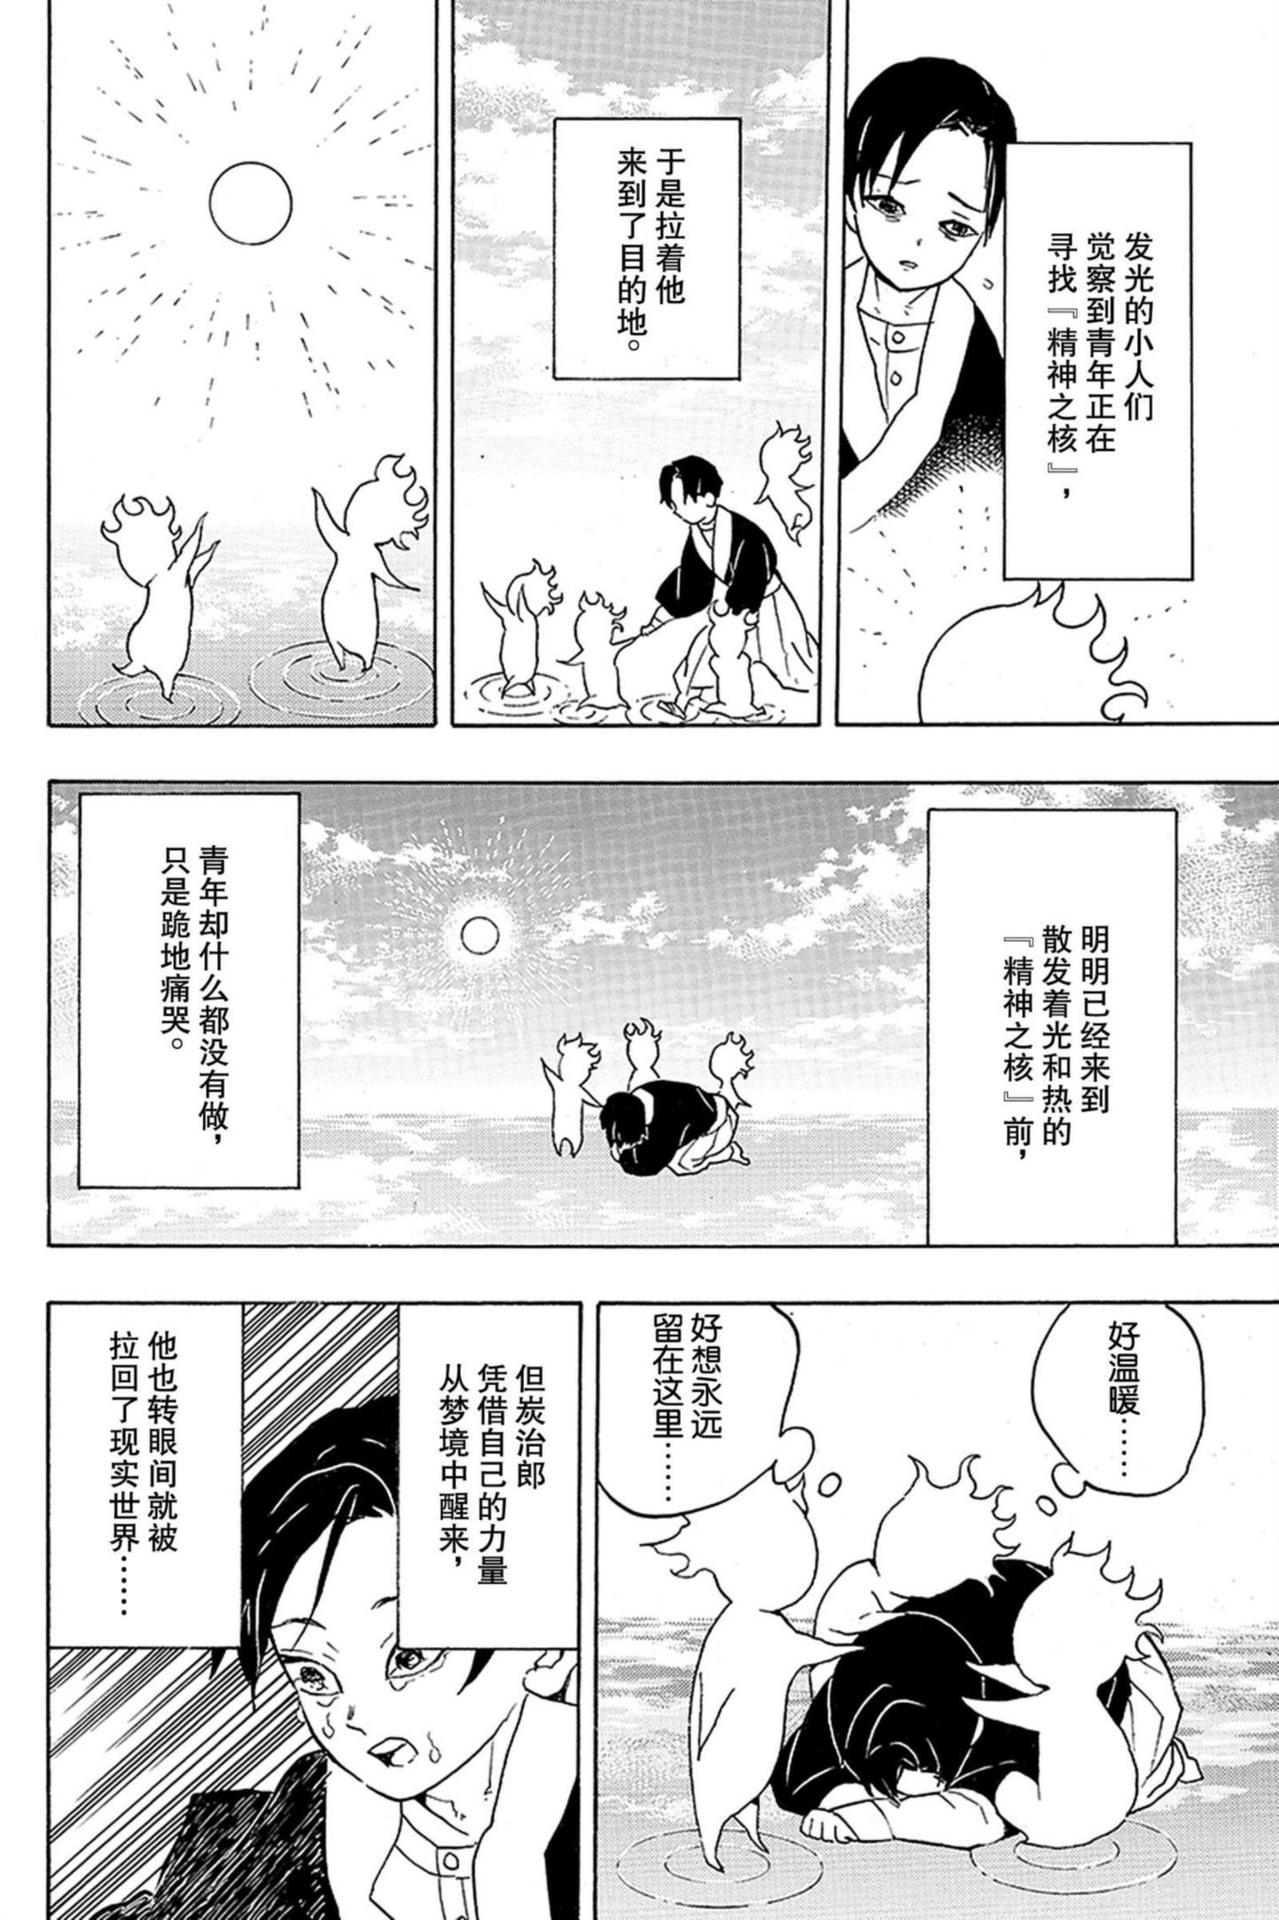 发光的小人们
觉察到青年正在
寻找『精神之核』，
于是拉着他
来到了目的地。
明明已经来到
散发着光和热的
『精神之核』前，
青年却什么都没有做，
只是跪地痛哭。
好温暖……
好想永远
留在这里……
但炭治郎
凭借自己的力量
从梦境中醒来，
他也转眼间就被
拉回了现实世界……